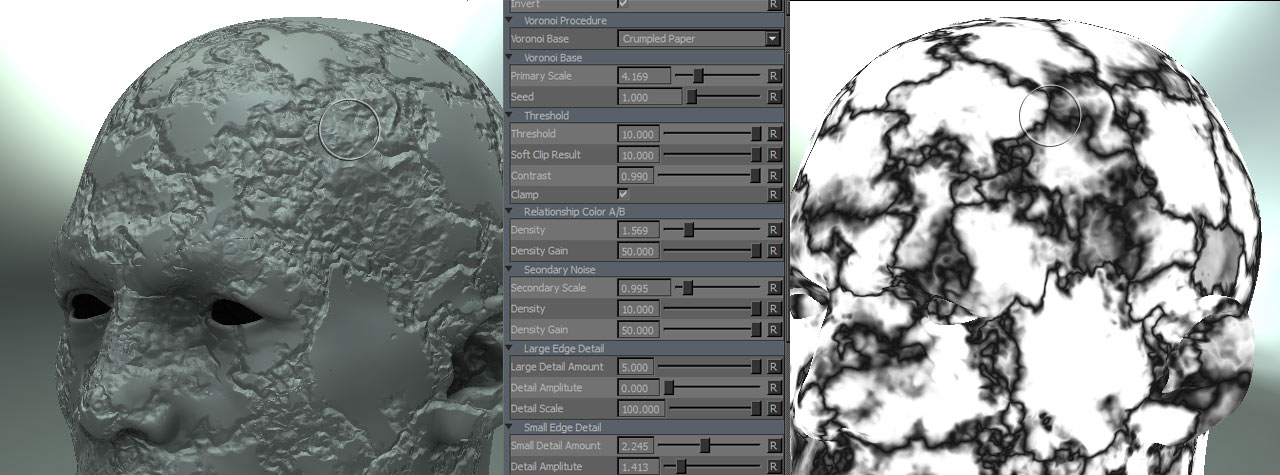 Invert
Voronoi Procedure
Voronoi Base Crumpled Paper
Voronoi Base
Primary Scale 4.169 R
Seed 1.000 R
Threshold
Threshold 10.000 R
Soft Clip Result 10.000 R
Contrast 0.990 R
Clamp R
Relationship Color A/B
Density 1.569 R
Density Gain 50.000 R
Seondary Noise
Secondary Scale 0.995 R
Density 10.000 R
Density Gain 50.000 R
Large Edge Detail
Large Detail Amount 5.000 R
Detail Amplitute 0.000 R
Detail Scale 100.000 R
Small Edge Detail
Small Detail Amount 2.245 R
Detail Amplitute 1.413 R